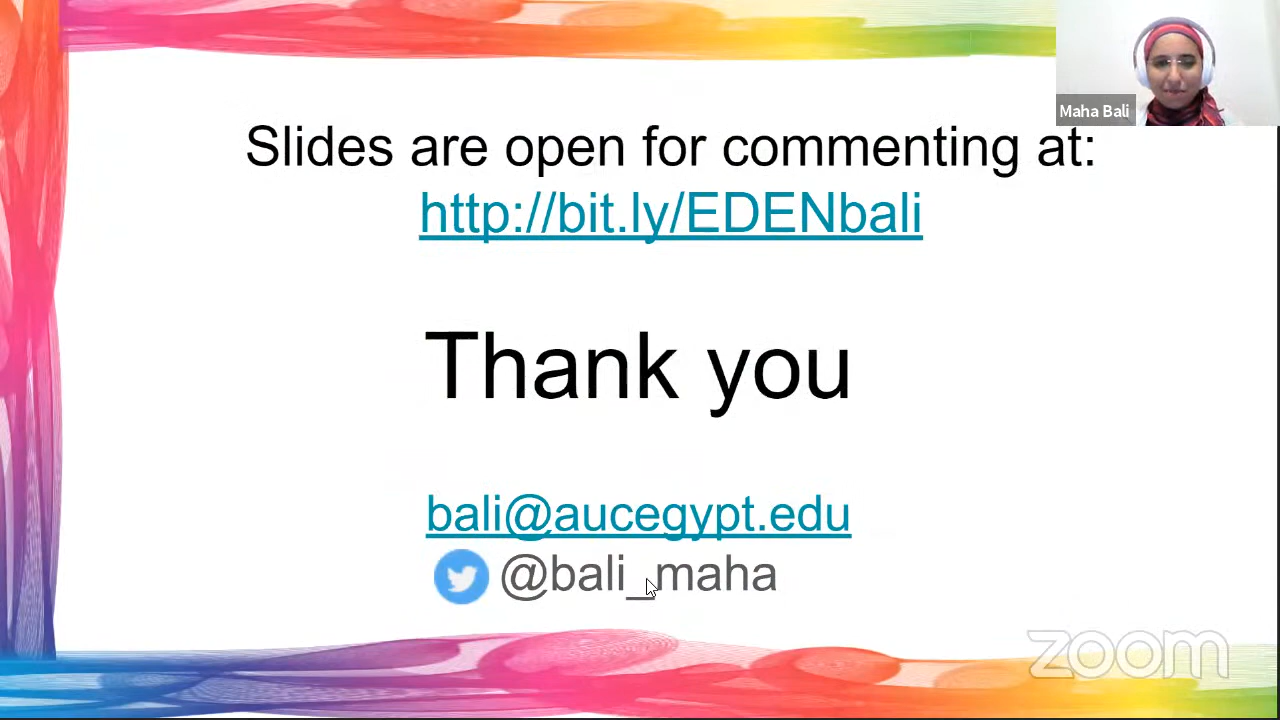 Maha Bali
Slides are open for commenting at:
http://bit.ly/EDENbali
Thank you
bali@aucegypt.edu
@bali_maha
zoom